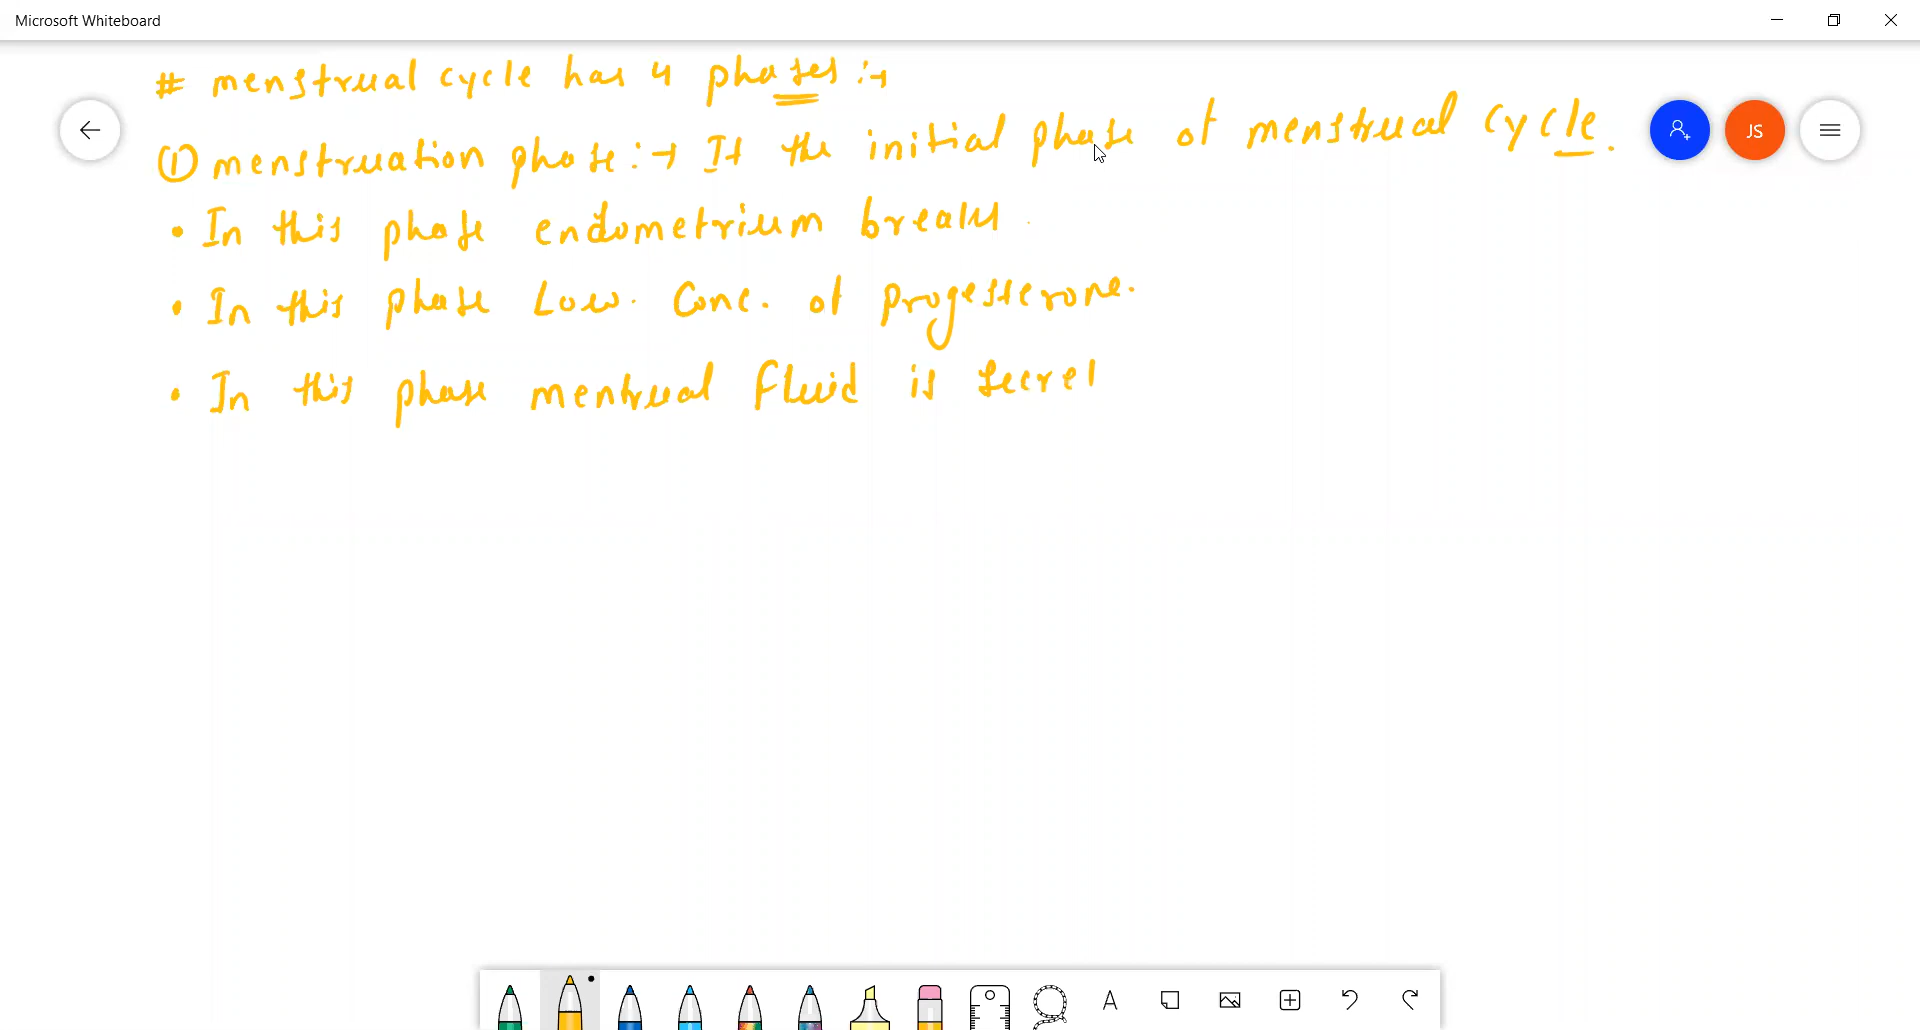 Microsoft Whiteboard
# menstrual cycle has 4 phases :→
① menstruation phase :→ It the initial phase of menstrual cycle.
• In this phase endometrium breaks
• In this phase Low. Conc. of progesterone.
• In this phase mentrual fluid is secret
JS
A